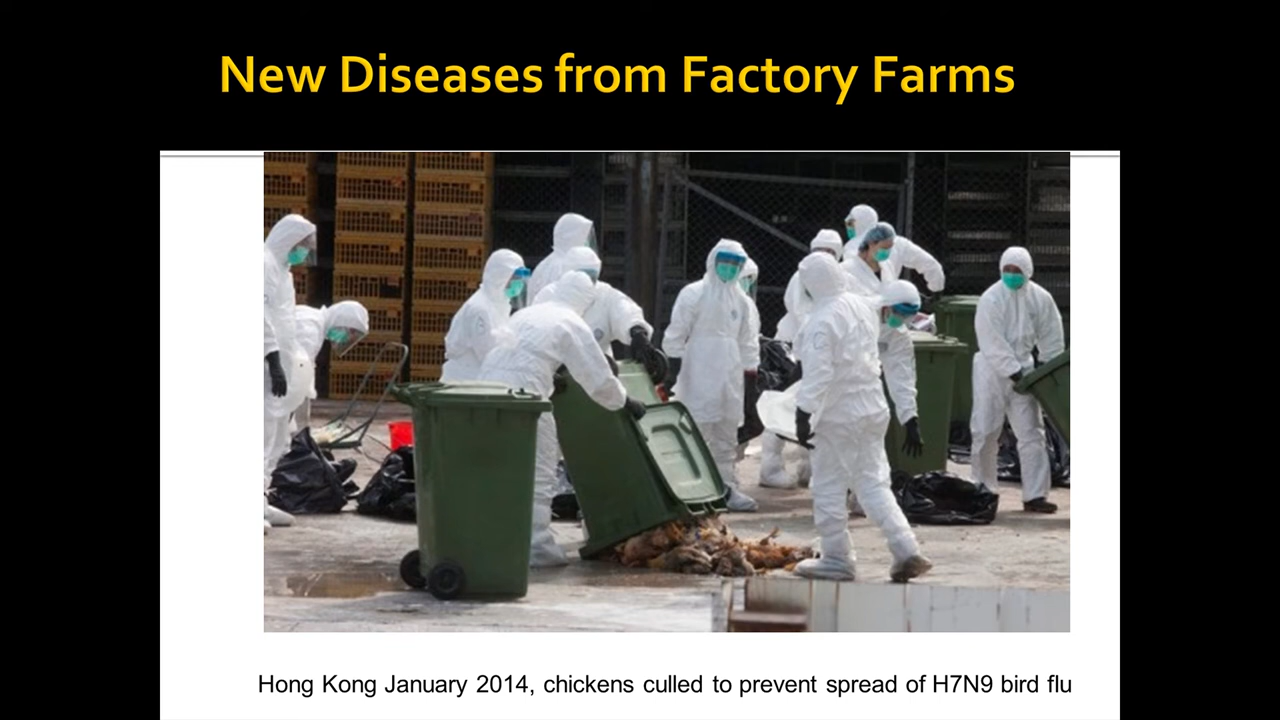 New Diseases from Factory Farms
Hong Kong January 2014, chickens culled to prevent spread of H7N9 bird flu